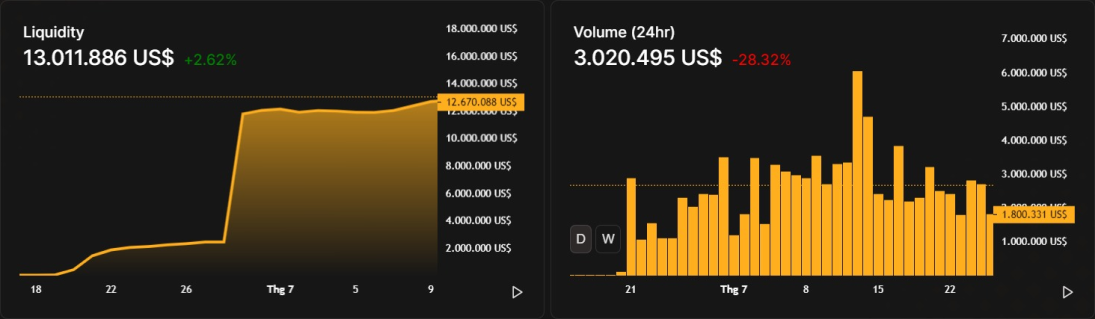 Liquidity
13.011.886 US$ +2.62%
18.000.000 US$
16.000.000 US$
14.000.000 US$
12.670.088 US$
12.000.000 US$
10.000.000 US$
8.000.000 US$
6.000.000 US$
4.000.000 US$
2.000.000 US$
18 22 26 Thg 7 5 9
Volume (24hr)
3.020.495 US$ -28.32%
7.000.000 US$
6.000.000 US$
5.000.000 US$
4.000.000 US$
3.000.000 US$
1.800.331 US$
1.000.000 US$
D W
21 Thg 7 8 15 22